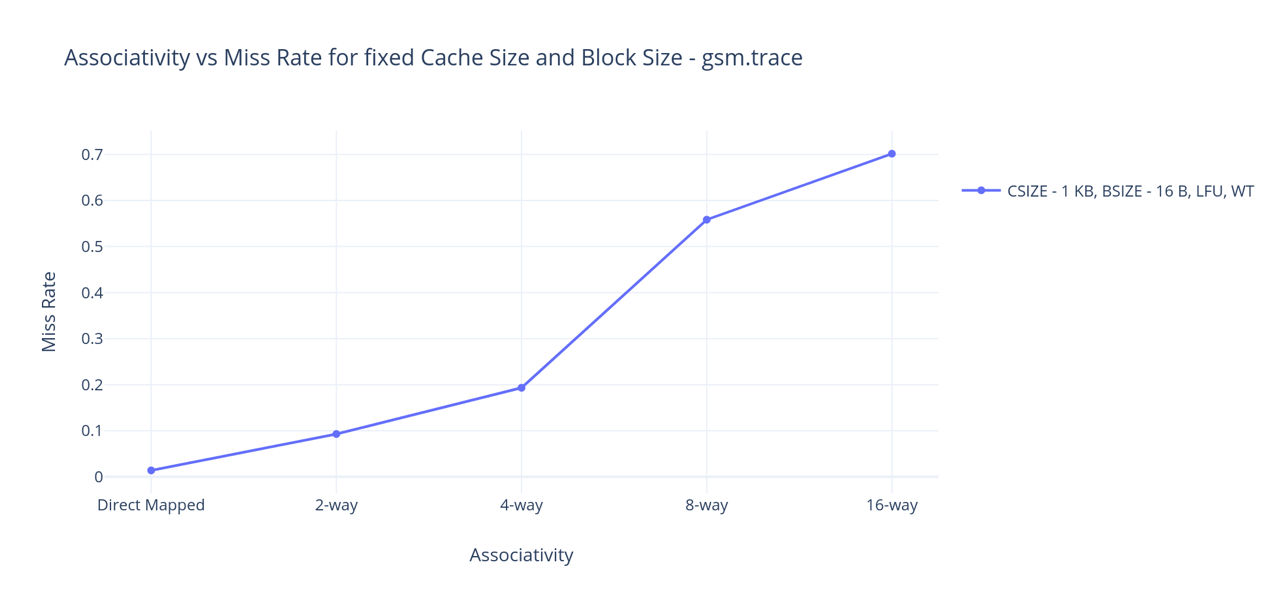 Associativity vs Miss Rate for fixed Cache Size and Block Size - gsm.trace
0.7
0.6
0.5
0.4
0.3
0.2
0.1
0
Miss Rate
CSIZE - 1 KB, BSIZE - 16 B, LFU, WT
Direct Mapped 2-way 4-way 8-way 16-way
Associativity